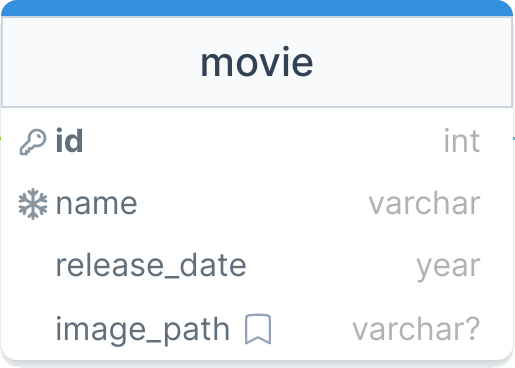 movie
id int
name varchar
release_date year
image_path varchar?